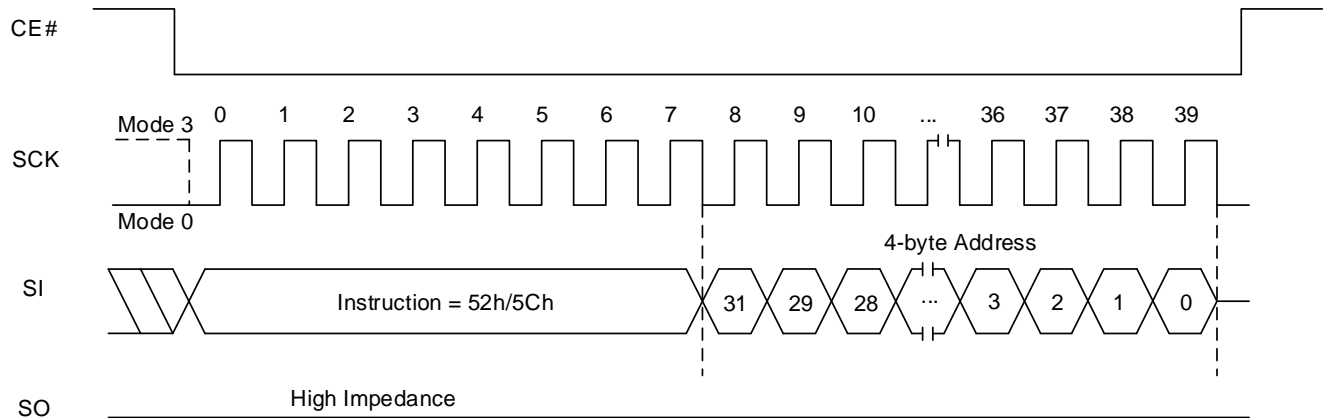 CE#
0 1 2 3 4 5 6 7 8 9 10 ... 36 37 38 39
Mode 3
SCK
Mode 0
4-byte Address
SI
Instruction = 52h/5Ch 31 29 28 ... 3 2 1 0
High Impedance
SO